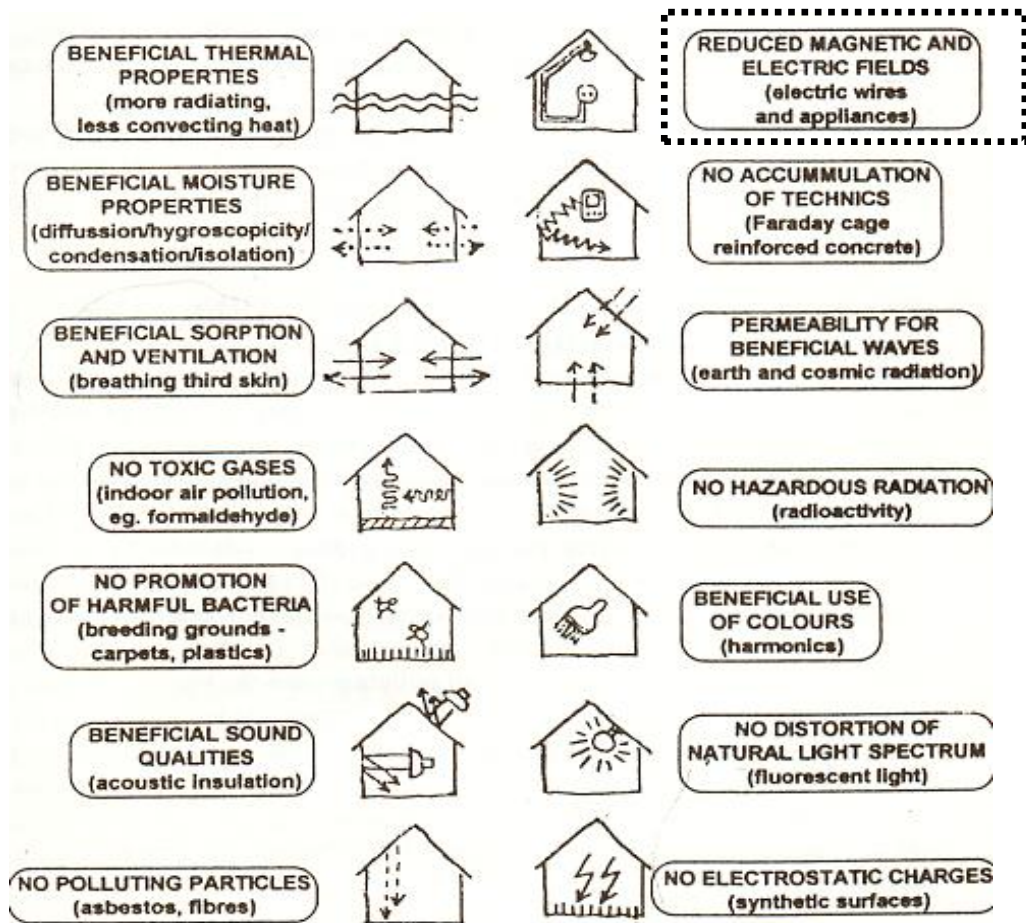 BENEFICIAL THERMAL
PROPERTIES
(more radiating,
less convecting heat)
REDUCED MAGNETIC AND
ELECTRIC FIELDS
(electric wires
and appliances)
BENEFICIAL MOISTURE
PROPERTIES
(diffussion/hygroscopicity/
condensation/isolation)
NO ACCUMMULATION
OF TECHNICS
(Faraday cage
reinforced concrete)
BENEFICIAL SORPTION
AND VENTILATION
(breathing third skin)
PERMEABILITY FOR
BENEFICIAL WAVES
(earth and cosmic radiation)
NO TOXIC GASES
(indoor air pollution,
eg. formaldehyde)
NO HAZARDOUS RADIATION
(radioactivity)
NO PROMOTION
OF HARMFUL BACTERIA
(breeding grounds -
carpets, plastics)
BENEFICIAL USE
OF COLOURS
(harmonics)
BENEFICIAL SOUND
QUALITIES
(acoustic insulation)
NO DISTORTION OF
NATURAL LIGHT SPECTRUM
(fluorescent light)
NO POLLUTING PARTICLES
(asbestos, fibres)
NO ELECTROSTATIC CHARGES
(synthetic surfaces)